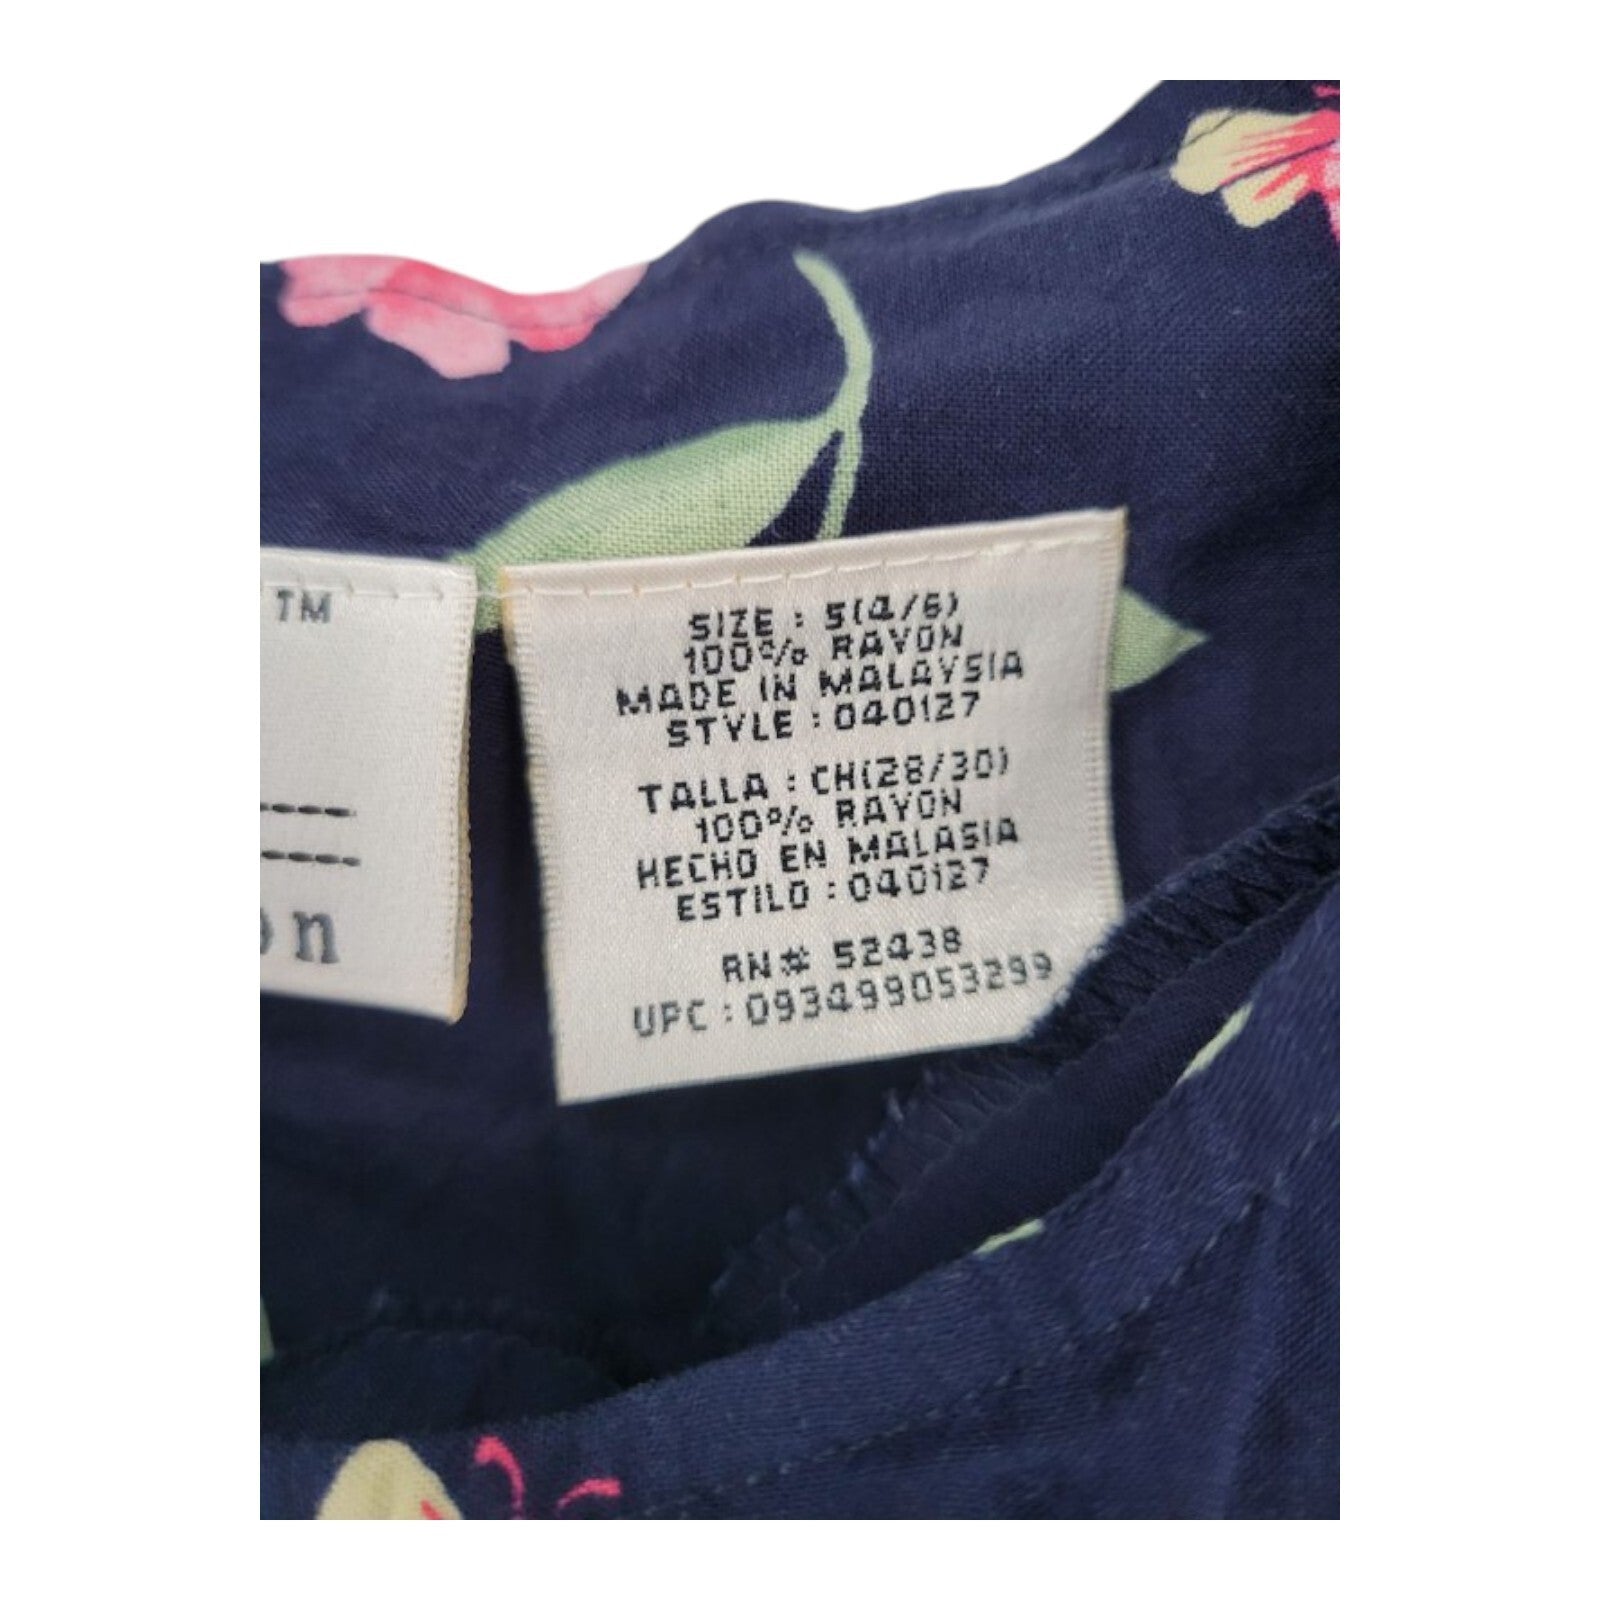 TM
SIZE : S(4/6)
100% RAYON
MADE IN MALAYSIA
STYLE : 040127
TALLA : CH(28/30)
100% RAYON
HECHO EN MALASIA
ESTILO : 040127
RN# 52438
UPC : 093499053299